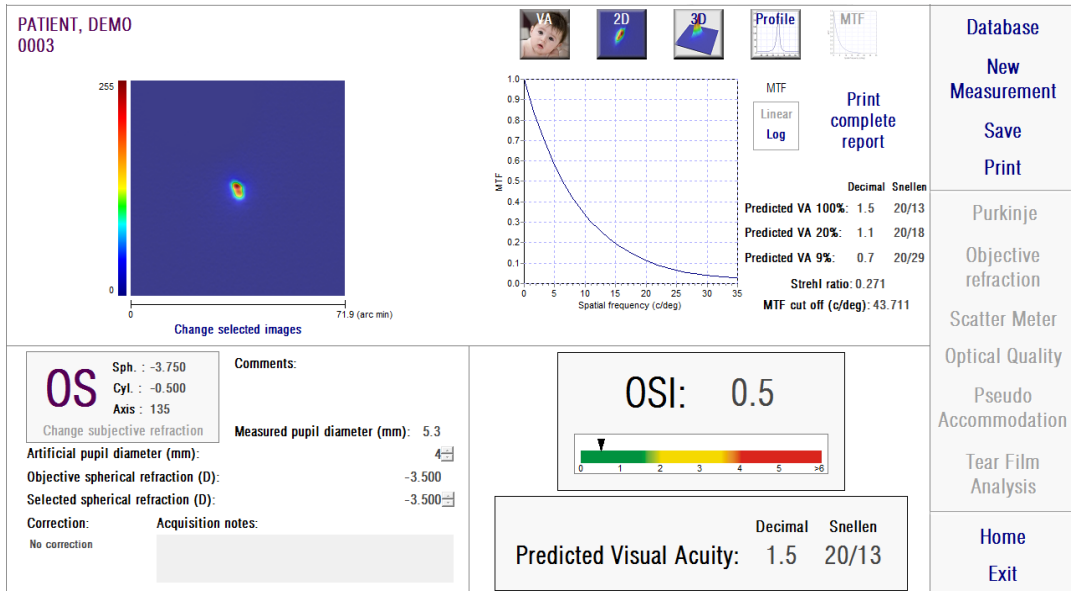 PATIENT, DEMO
0003
VA
2D
3D
Profile
MTF
255
0
0
71.9 (arc min)
Change selected images
MTF
1.0
0.9
0.8
0.7
0.6
0.5
0.4
0.3
0.2
0.1
0.0
0 5 10 15 20 25 30 35
Spatial frequency (c/deg)
MTF
Linear
Log
Print
complete
report
Decimal Snellen
Predicted VA 100%: 1.5 20/13
Predicted VA 20%: 1.1 20/18
Predicted VA 9%: 0.7 20/29
Strehl ratio: 0.271
MTF cut off (c/deg): 43.711
OS
Sph. : -3.750
Cyl. : -0.500
Axis : 135
Change subjective refraction
Comments:
Measured pupil diameter (mm): 5.3
Artificial pupil diameter (mm): 4
Objective spherical refraction (D): -3.500
Selected spherical refraction (D): -3.500
Correction: Acquisition notes:
No correction
OSI: 0.5
0 1 2 3 4 5 >6
Decimal Snellen
Predicted Visual Acuity: 1.5 20/13
Database
New
Measurement
Save
Print
Purkinje
Objective
refraction
Scatter Meter
Optical Quality
Pseudo
Accommodation
Tear Film
Analysis
Home
Exit